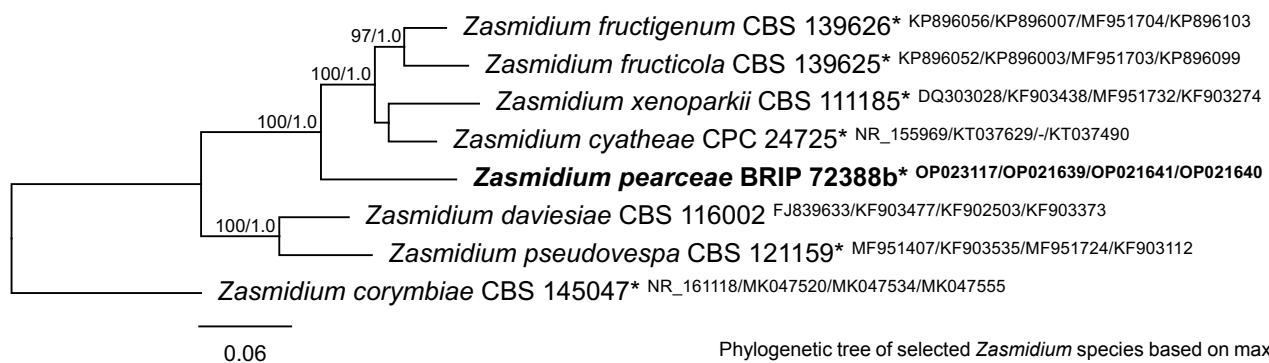 Zasmidium fructigenum CBS 139626* KP896056/KP896007/MF951704/KP896103
97/1.0
Zasmidium fructicola CBS 139625* KP896052/KP896003/MF951703/KP896099
100/1.0
Zasmidium xenoparkii CBS 111185* DQ303028/KF903438/MF951732/KF903274
100/1.0
Zasmidium cyatheae CPC 24725* NR_155969/KT037629/-/KT037490
Zasmidium pearceae BRIP 72388b* OP023117/OP021639/OP021641/OP021640
Zasmidium daviesiae CBS 116002 FJ839633/KF903477/KF902503/KF903373
100/1.0
Zasmidium pseudovespa CBS 121159* MF951407/KF903535/MF951724/KF903112
Zasmidium corymbiae CBS 145047* NR_161118/MK047520/MK047534/MK047555
0.06
Phylogenetic tree of selected Zasmidium species based on max